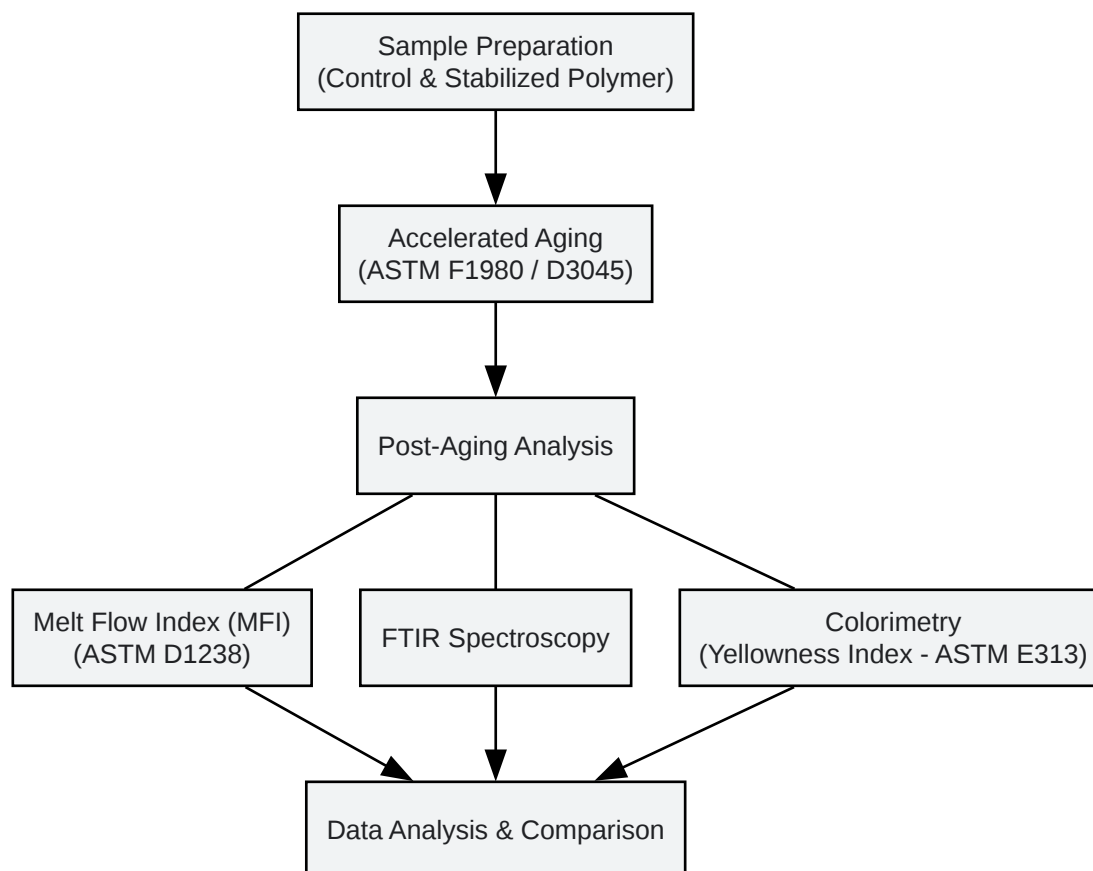 Sample Preparation
(Control & Stabilized Polymer)
Accelerated Aging
(ASTM F1980 / D3045)
Post-Aging Analysis
Melt Flow Index (MFI)
(ASTM D1238)
FTIR Spectroscopy
Colorimetry
(Yellowness Index - ASTM E313)
Data Analysis & Comparison